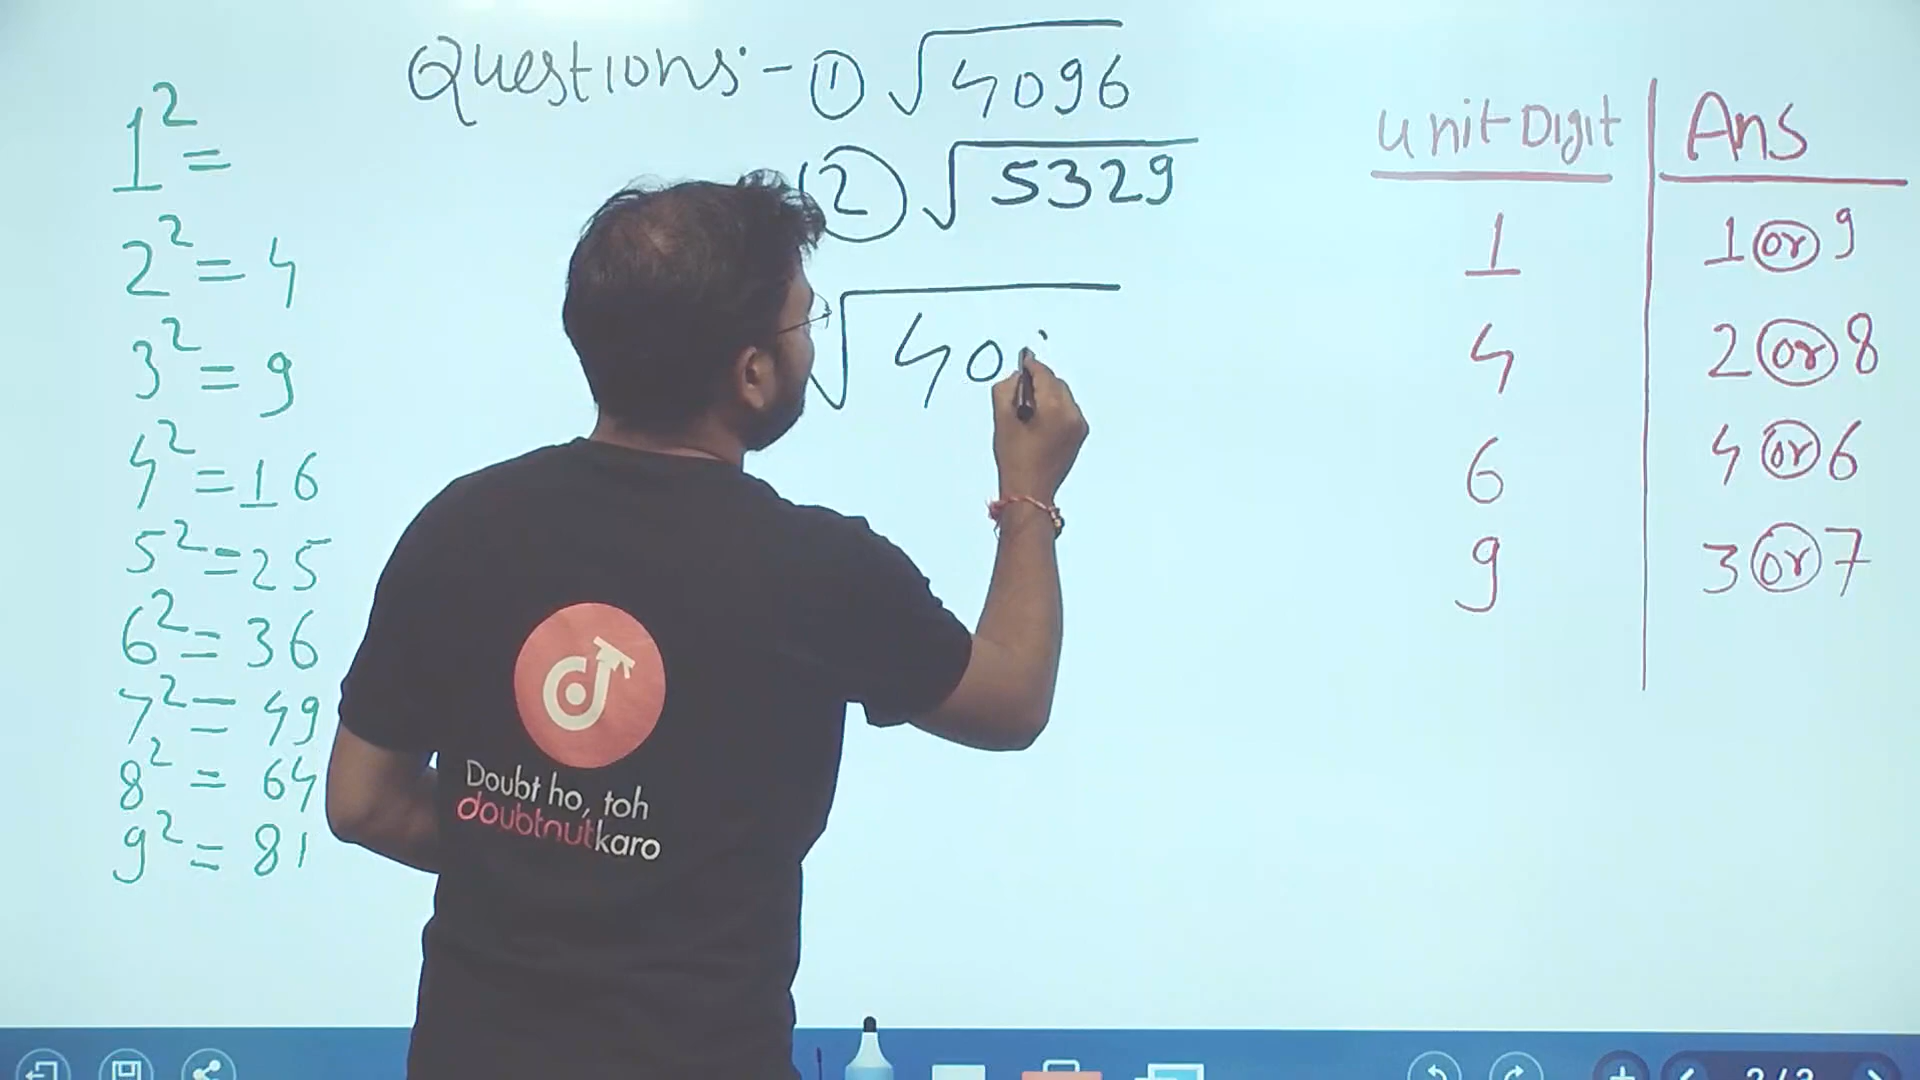 Questions:- ① √4096
② √5329
√40
1² =
2² = 4
3² = 9
4² = 16
5² = 25
6² = 36
7² = 49
8² = 64
9² = 81
Unit Digit | Ans
1 | 1 or 9
4 | 2 or 8
6 | 4 or 6
9 | 3 or 7
Doubt ho, toh
doubtnut karo